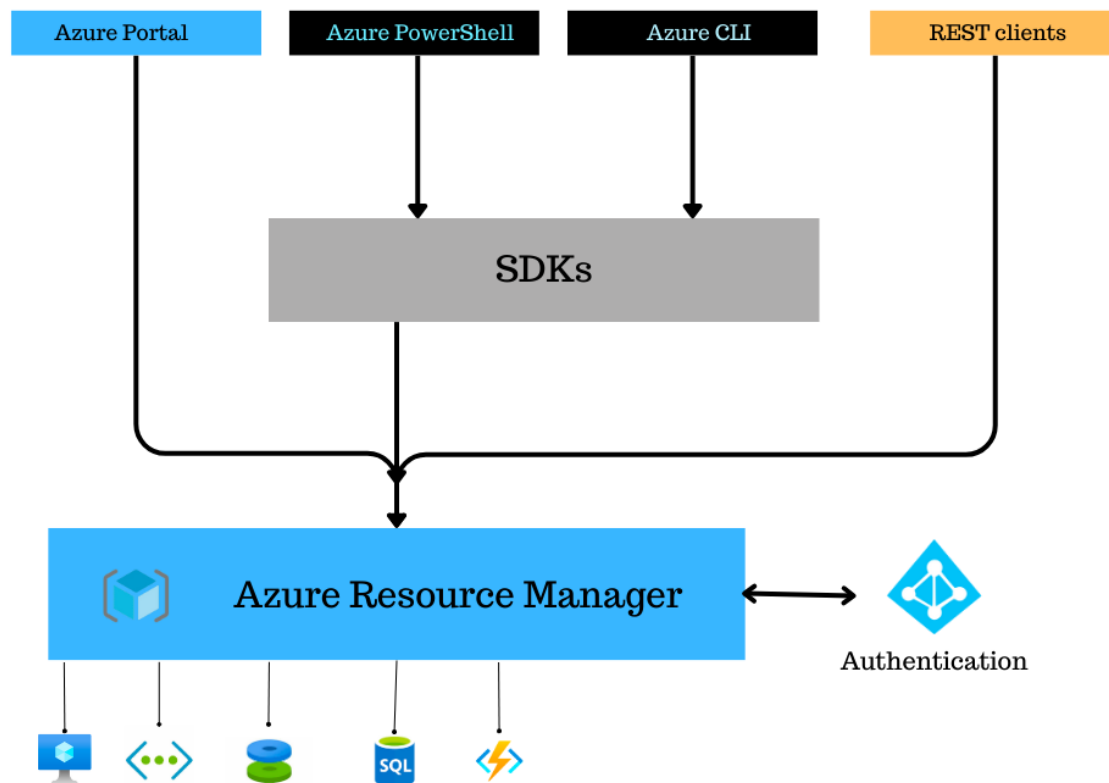 Azure Portal
Azure PowerShell
Azure CLI
REST clients
SDKs
Azure Resource Manager
Authentication
SQL